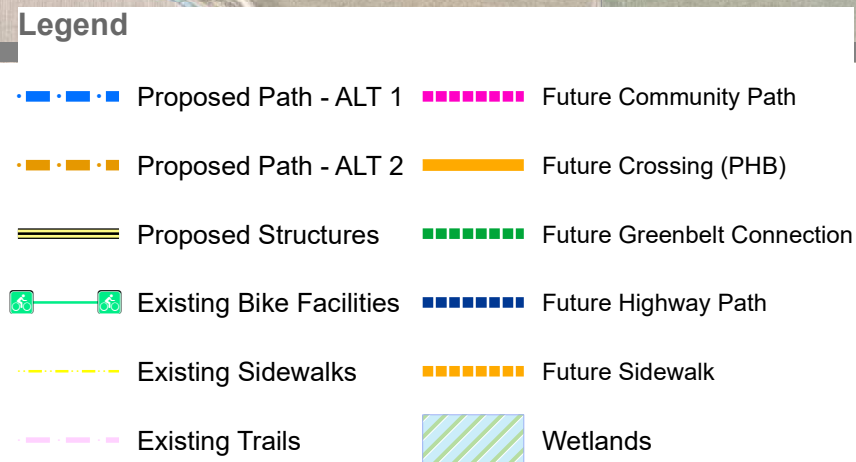 Legend
Proposed Path - ALT 1
Proposed Path - ALT 2
Proposed Structures
Existing Bike Facilities
Existing Sidewalks
Existing Trails
Future Community Path
Future Crossing (PHB)
Future Greenbelt Connection
Future Highway Path
Future Sidewalk
Wetlands